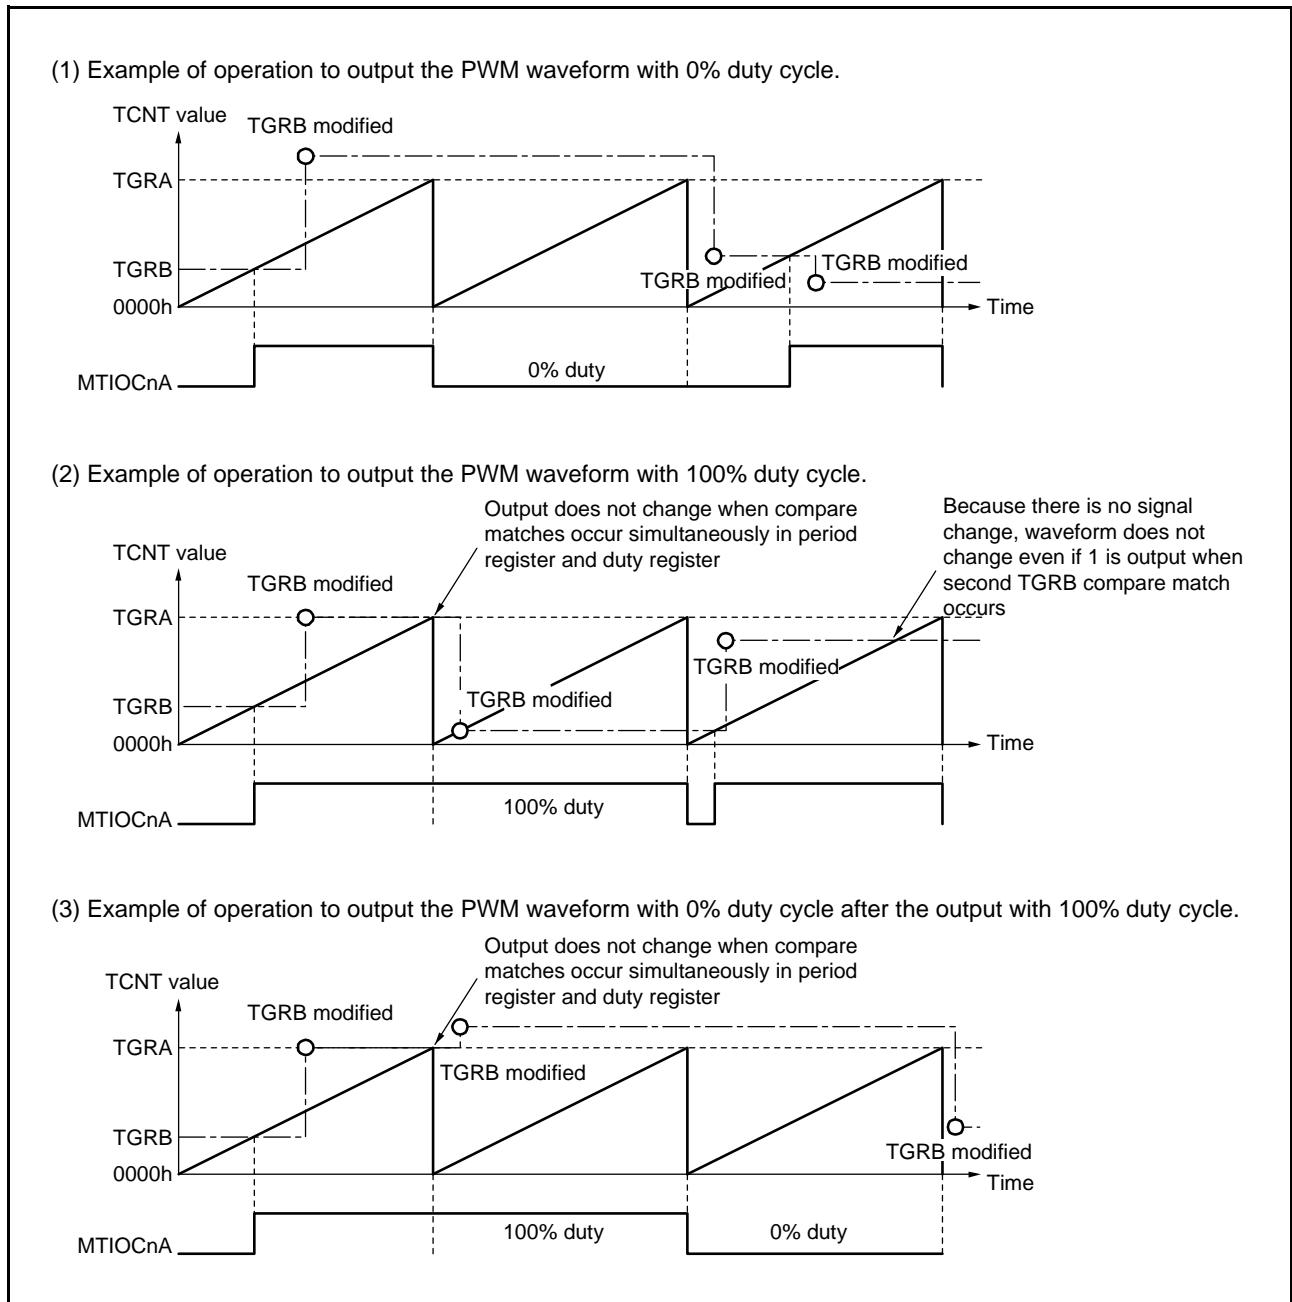 (1) Example of operation to output the PWM waveform with 0% duty cycle.
TCNT value
TGRB modified
TGRA
TGRB
TGRB modified
TGRB modified
0000h
Time
0% duty
MTIOCnA
(2) Example of operation to output the PWM waveform with 100% duty cycle.
Output does not change when compare
matches occur simultaneously in period
register and duty register
Because there is no signal
change, waveform does not
change even if 1 is output when
second TGRB compare match
occurs
TCNT value
TGRB modified
TGRA
TGRB modified
TGRB modified
TGRB
0000h
Time
100% duty
MTIOCnA
(3) Example of operation to output the PWM waveform with 0% duty cycle after the output with 100% duty cycle.
Output does not change when compare
matches occur simultaneously in period
register and duty register
TCNT value
TGRB modified
TGRA
TGRB modified
TGRB
TGRB modified
0000h
Time
100% duty
0% duty
MTIOCnA